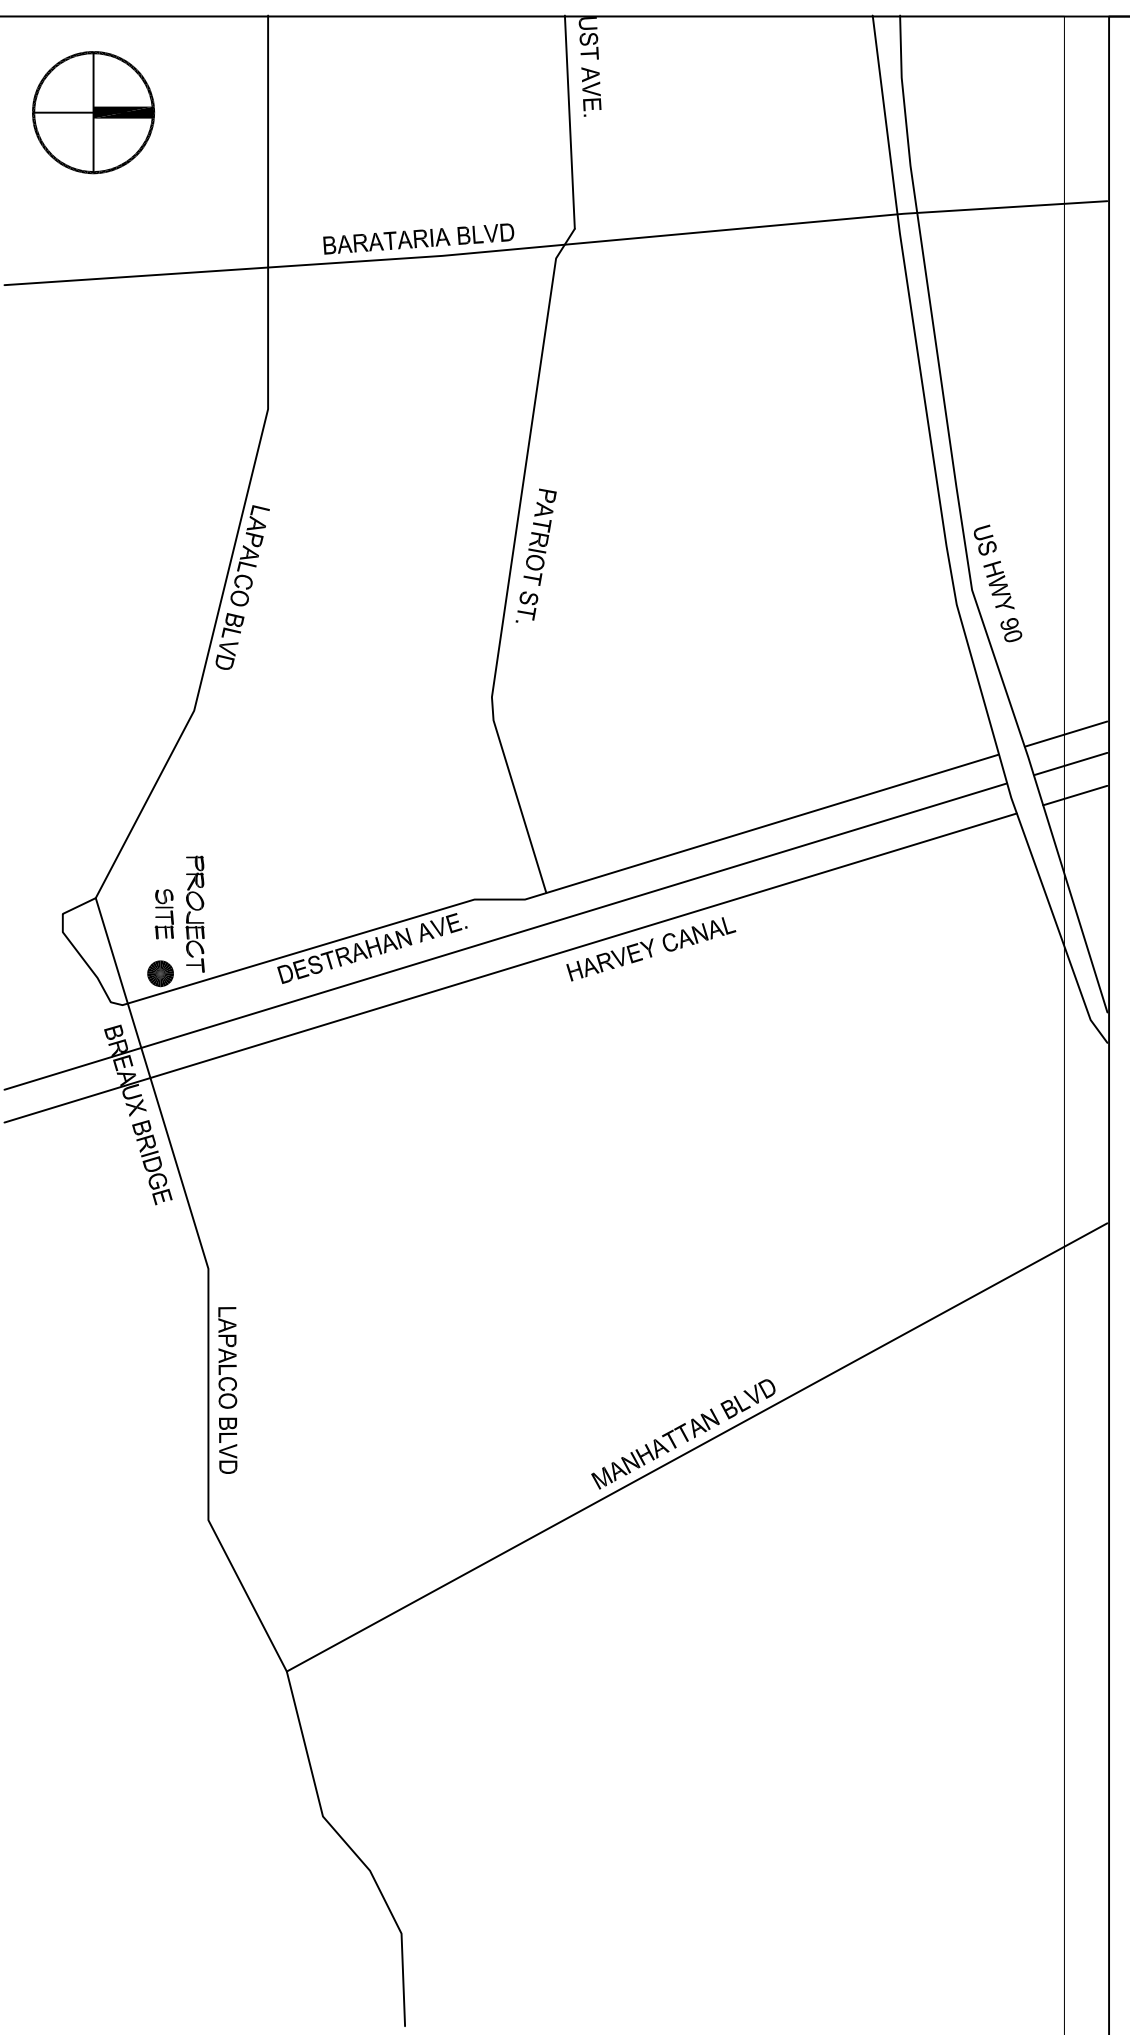 UST AVE.
BARATARIA BLVD
LAPALCO BLVD
PATRIOT ST.
US HWY 90
PROJECT
SITE
DESTRAHAN AVE.
HARVEY CANAL
BREAUX BRIDGE
LAPALCO BLVD
MANHATTAN BLVD